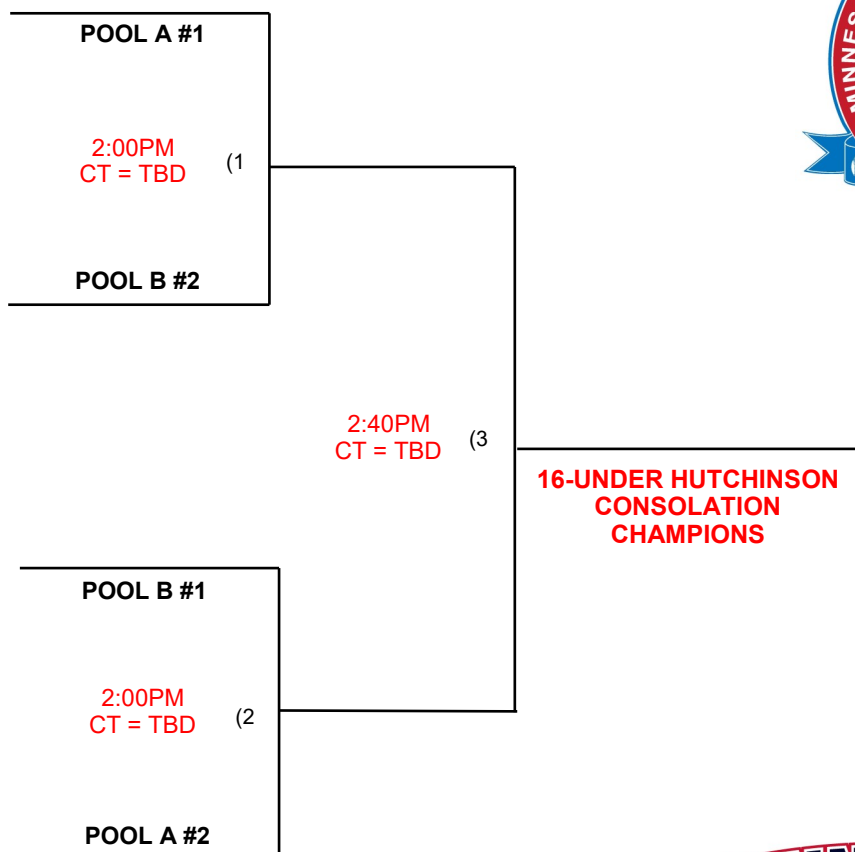 POOL A #1
2:00PM
CT = TBD
(1
POOL B #2
2:40PM
CT = TBD
(3
16-UNDER HUTCHINSON
CONSOLATION
CHAMPIONS
POOL B #1
2:00PM
CT = TBD
(2
POOL A #2